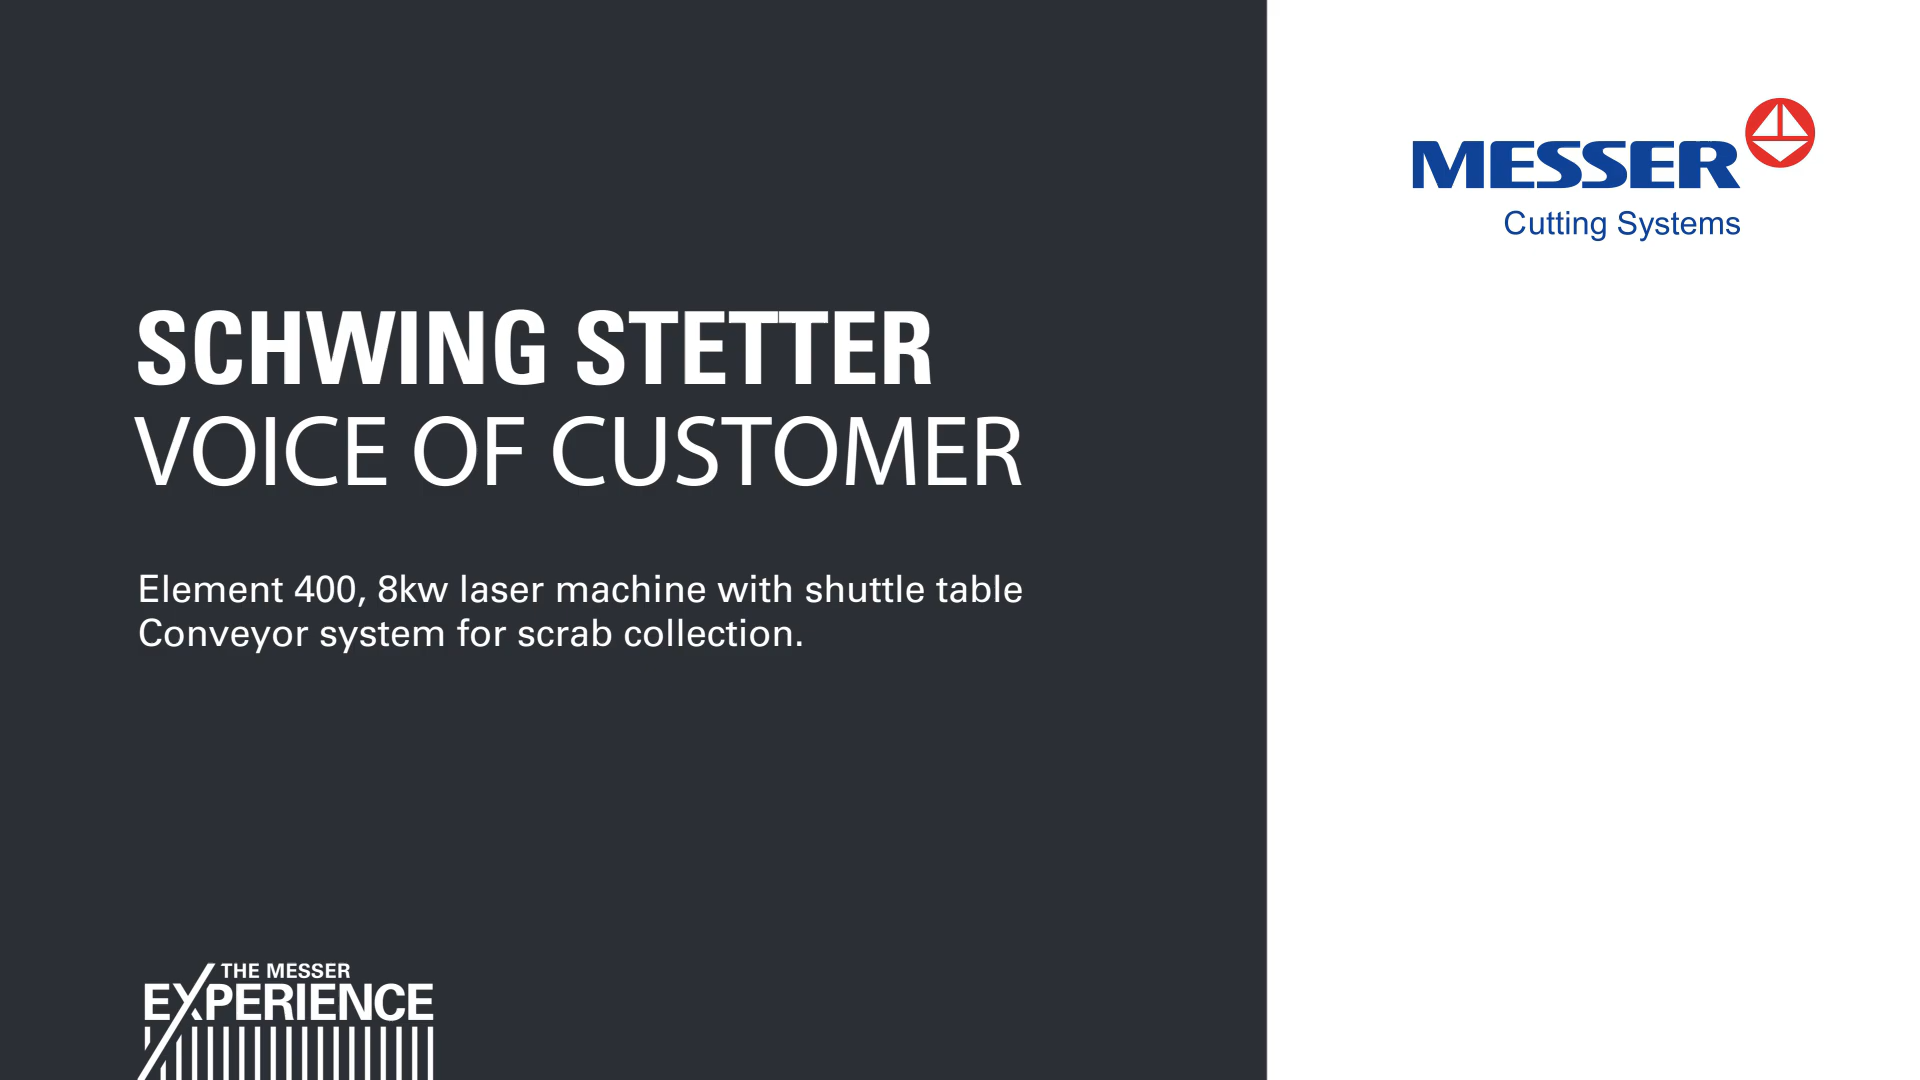 MESSER
Cutting Systems
SCHWING STETTER
VOICE OF CUSTOMER
Element 400, 8kw laser machine with shuttle table
Conveyor system for scrab collection.
THE MESSER
EXPERIENCE